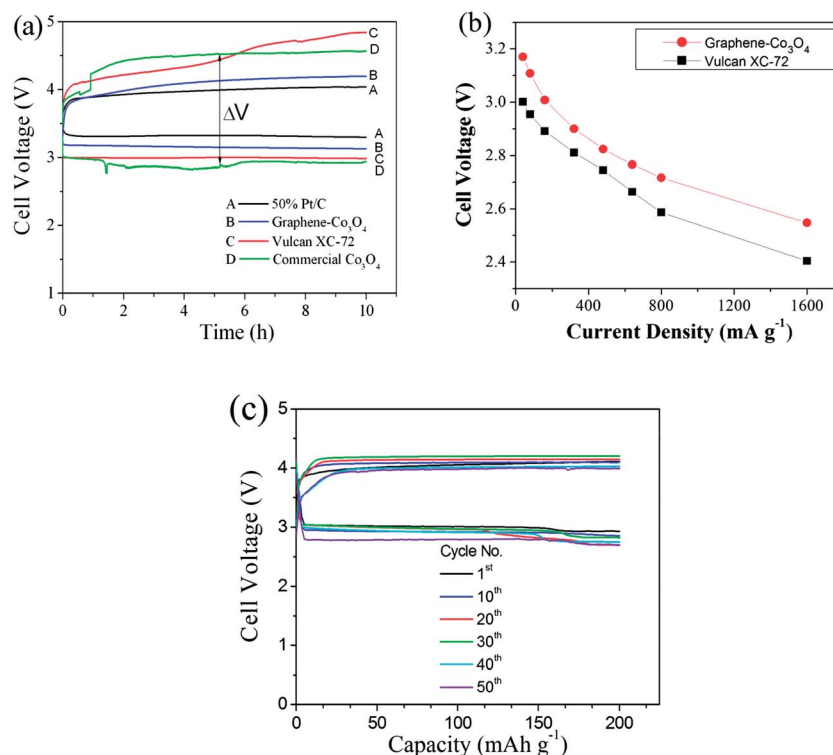 (a)
5
4
3
2
1
Cell Voltage (V)
C
D
B
A
ΔV
A
B
C
D
A 50% Pt/C
B Graphene-Co₃O₄
C Vulcan XC-72
D Commercial Co₃O₄
0 2 4 6 8 10
Time (h)
(b)
3.2
3.0
2.8
2.6
2.4
Cell Voltage (V)
Graphene-Co₃O₄
Vulcan XC-72
0 400 800 1200 1600
Current Density (mA g⁻¹)
(c)
5
4
3
2
1
0
Cell Voltage (V)
Cycle No.
1ˢᵗ
10ᵗʰ
20ᵗʰ
30ᵗʰ
40ᵗʰ
50ᵗʰ
0 50 100 150 200
Capacity (mAh g⁻¹)